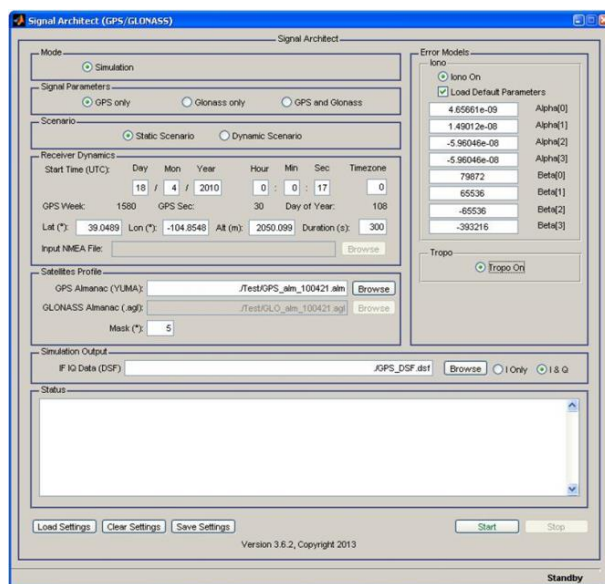 Signal Architect (GPS/GLONASS)
Signal Architect
Mode
Simulation
Signal Parameters
GPS only Glonass only GPS and Glonass
Scenario
Static Scenario Dynamic Scenario
Receiver Dynamics
Start Time (UTC): Day Mon Year Hour Min Sec Timezone
18 / 4 / 2010 0 : 0 : 17 0
GPS Week: 1580 GPS Sec: 30 Day of Year: 108
Lat (°): 39.0489 Lon (°): -104.8548 Alt (m): 2050.099 Duration (s): 300
Input NMEA File: Browse
Satellites Profile
GPS Almanac (YUMA): ./Test/GPS_alm_100421.alm Browse
GLONASS Almanac (.agl): ./Test/GLO_alm_100421.agl Browse
Mask (°): 5
Error Models
Iono
Iono On
Load Default Parameters
4.65661e-09 Alpha[0]
1.49012e-08 Alpha[1]
-5.96046e-08 Alpha[2]
-5.96046e-08 Alpha[3]
79872 Beta[0]
65536 Beta[1]
-65536 Beta[2]
-393216 Beta[3]
Tropo
Tropo On
Simulation Output
IF IQ Data (DSF) ./GPS_DSF.dsf Browse I Only I & Q
Status
Load Settings Clear Settings Save Settings Start Stop
Version 3.6.2, Copyright 2013
Standby